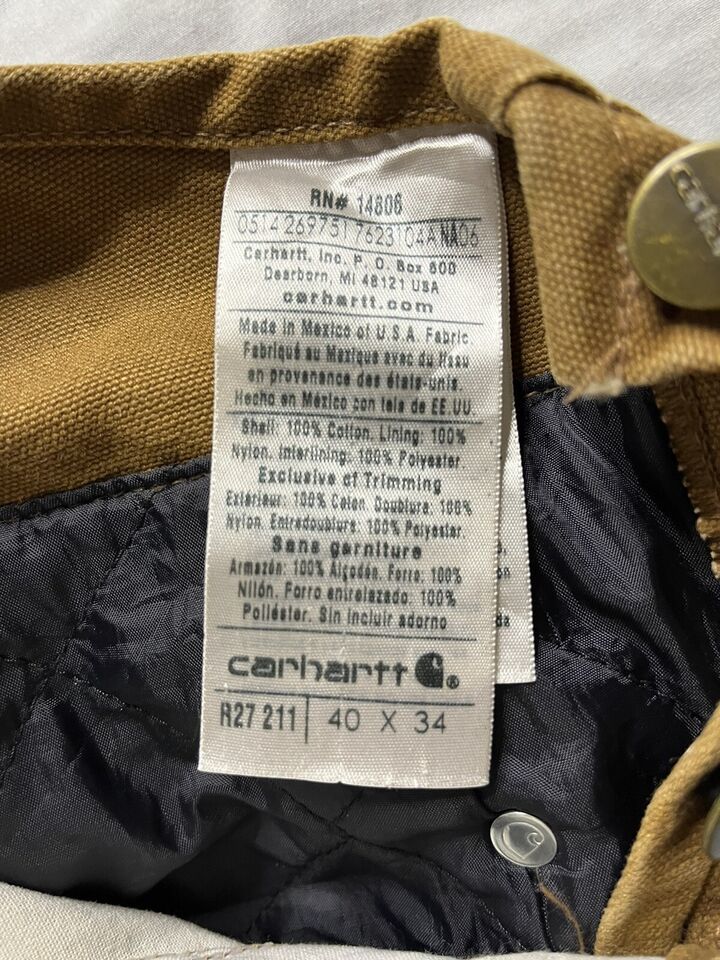 RN# 14806
0514 2697517623104A NA06
Carhartt, Inc. P. O. Box 600
Dearborn, MI 48121 USA
carhartt.com
Made in Mexico of U.S.A. Fabric
Fabriqué au Mexique avec du tissu
en provenance des états-unis.
Hecho en México con tela de EE.UU.
Shell: 100% Cotton. Lining: 100%
Nylon. Interlining: 100% Polyester.
Exclusive of Trimming
Extérieur: 100% Coton. Doublure: 100%
Nylon. Entredoublure: 100% Polyester.
Sans garniture
Armazón: 100% Algodón. Forro: 100%
Nilón. Forro entrelazado: 100%
Poliéster. Sin incluir adorno
carhartt ®
R27 211 40 X 34